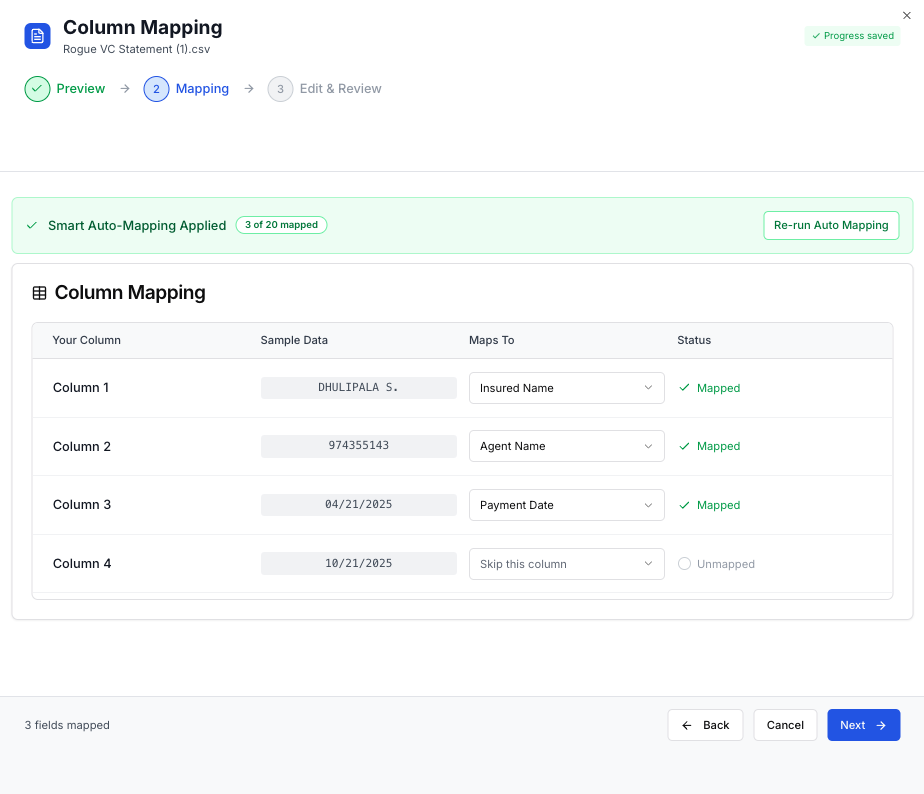 Column Mapping
Rogue VC Statement (1).csv
Progress saved
Preview
2 Mapping
3 Edit & Review
Smart Auto-Mapping Applied 3 of 20 mapped Re-run Auto Mapping
Column Mapping
Your Column Sample Data Maps To Status
Column 1 DHULIPALA S. Insured Name Mapped
Column 2 974355143 Agent Name Mapped
Column 3 04/21/2025 Payment Date Mapped
Column 4 10/21/2025 Skip this column Unmapped
3 fields mapped Back Cancel Next